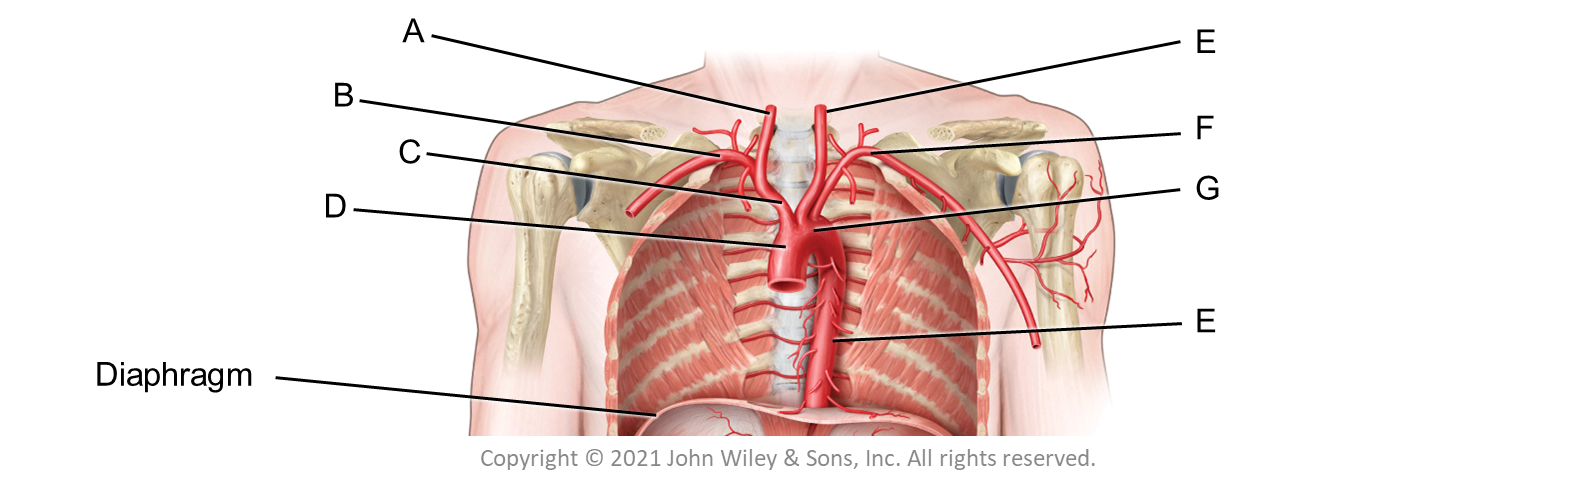 A
E
B
F
C
G
D
E
Diaphragm
Copyright © 2021 John Wiley & Sons, Inc. All rights reserved.